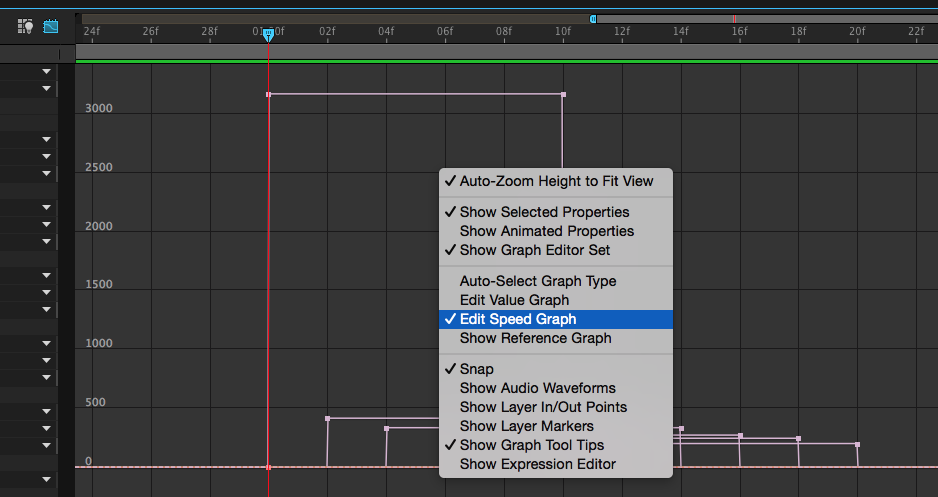 24f 26f 28f 02f 04f 06f 08f 10f 12f 14f 16f 18f 20f 22f
3000
2500
2000
1500
1000
500
0
✓ Auto-Zoom Height to Fit View
✓ Show Selected Properties
Show Animated Properties
✓ Show Graph Editor Set
Auto-Select Graph Type
Edit Value Graph
✓ Edit Speed Graph
Show Reference Graph
✓ Snap
Show Audio Waveforms
Show Layer In/Out Points
Show Layer Markers
✓ Show Graph Tool Tips
Show Expression Editor